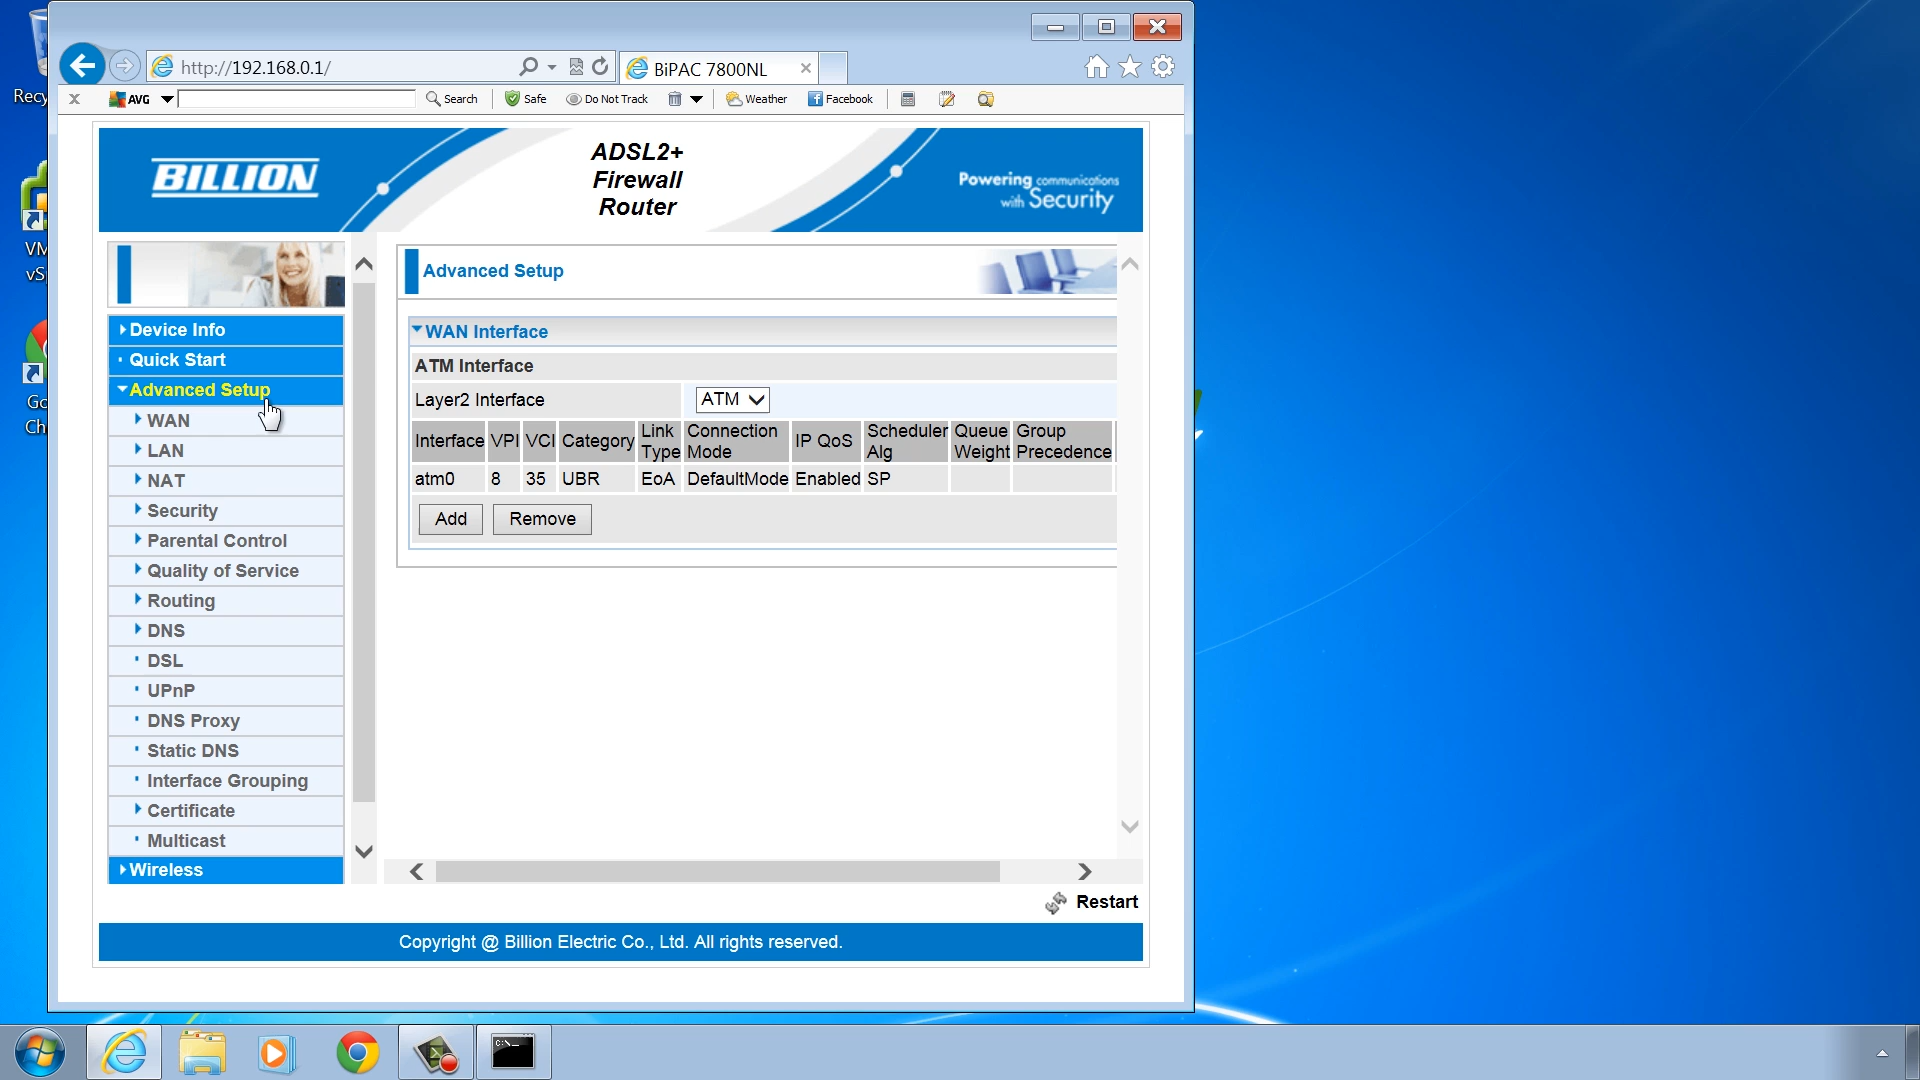 http://192.168.0.1/
BiPAC 7800NL
AVG
Search
Safe
Do Not Track
Weather
Facebook
Recy
VM
vS
Go
Ch
BILLION
ADSL2+
Firewall
Router
Powering communications
with Security
Device Info
Quick Start
Advanced Setup
WAN
LAN
NAT
Security
Parental Control
Quality of Service
Routing
DNS
DSL
UPnP
DNS Proxy
Static DNS
Interface Grouping
Certificate
Multicast
Wireless
Advanced Setup
WAN Interface
ATM Interface
Layer2 Interface ATM
Interface VPI VCI Category Link Type Connection Mode IP QoS Scheduler Alg Queue Weight Group Precedence
atm0 8 35 UBR EoA DefaultMode Enabled SP
Add Remove
Restart
Copyright @ Billion Electric Co., Ltd. All rights reserved.
C:\_